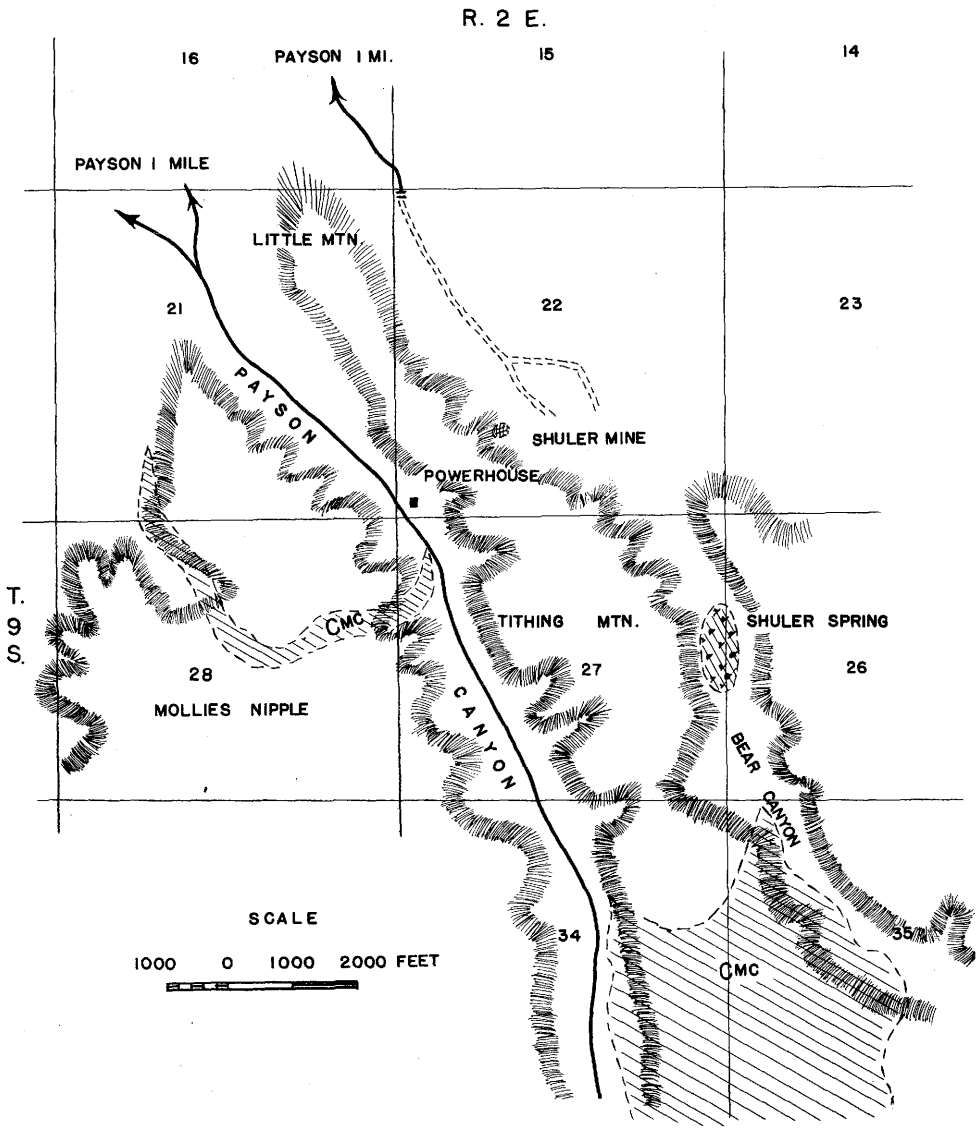 R. 2 E.
16
PAYSON 1 MI.
15
14
PAYSON 1 MILE
LITTLE MTN.
21
22
23
PAYSON
SHULER MINE
POWERHOUSE
T.
9
S.
CMC
TITHING MTN.
SHULER SPRING
28
27
26
MOLLIES NIPPLE
CANYON
BEAR
CANYON
SCALE
34
35
1000 0 1000 2000 FEET
CMC